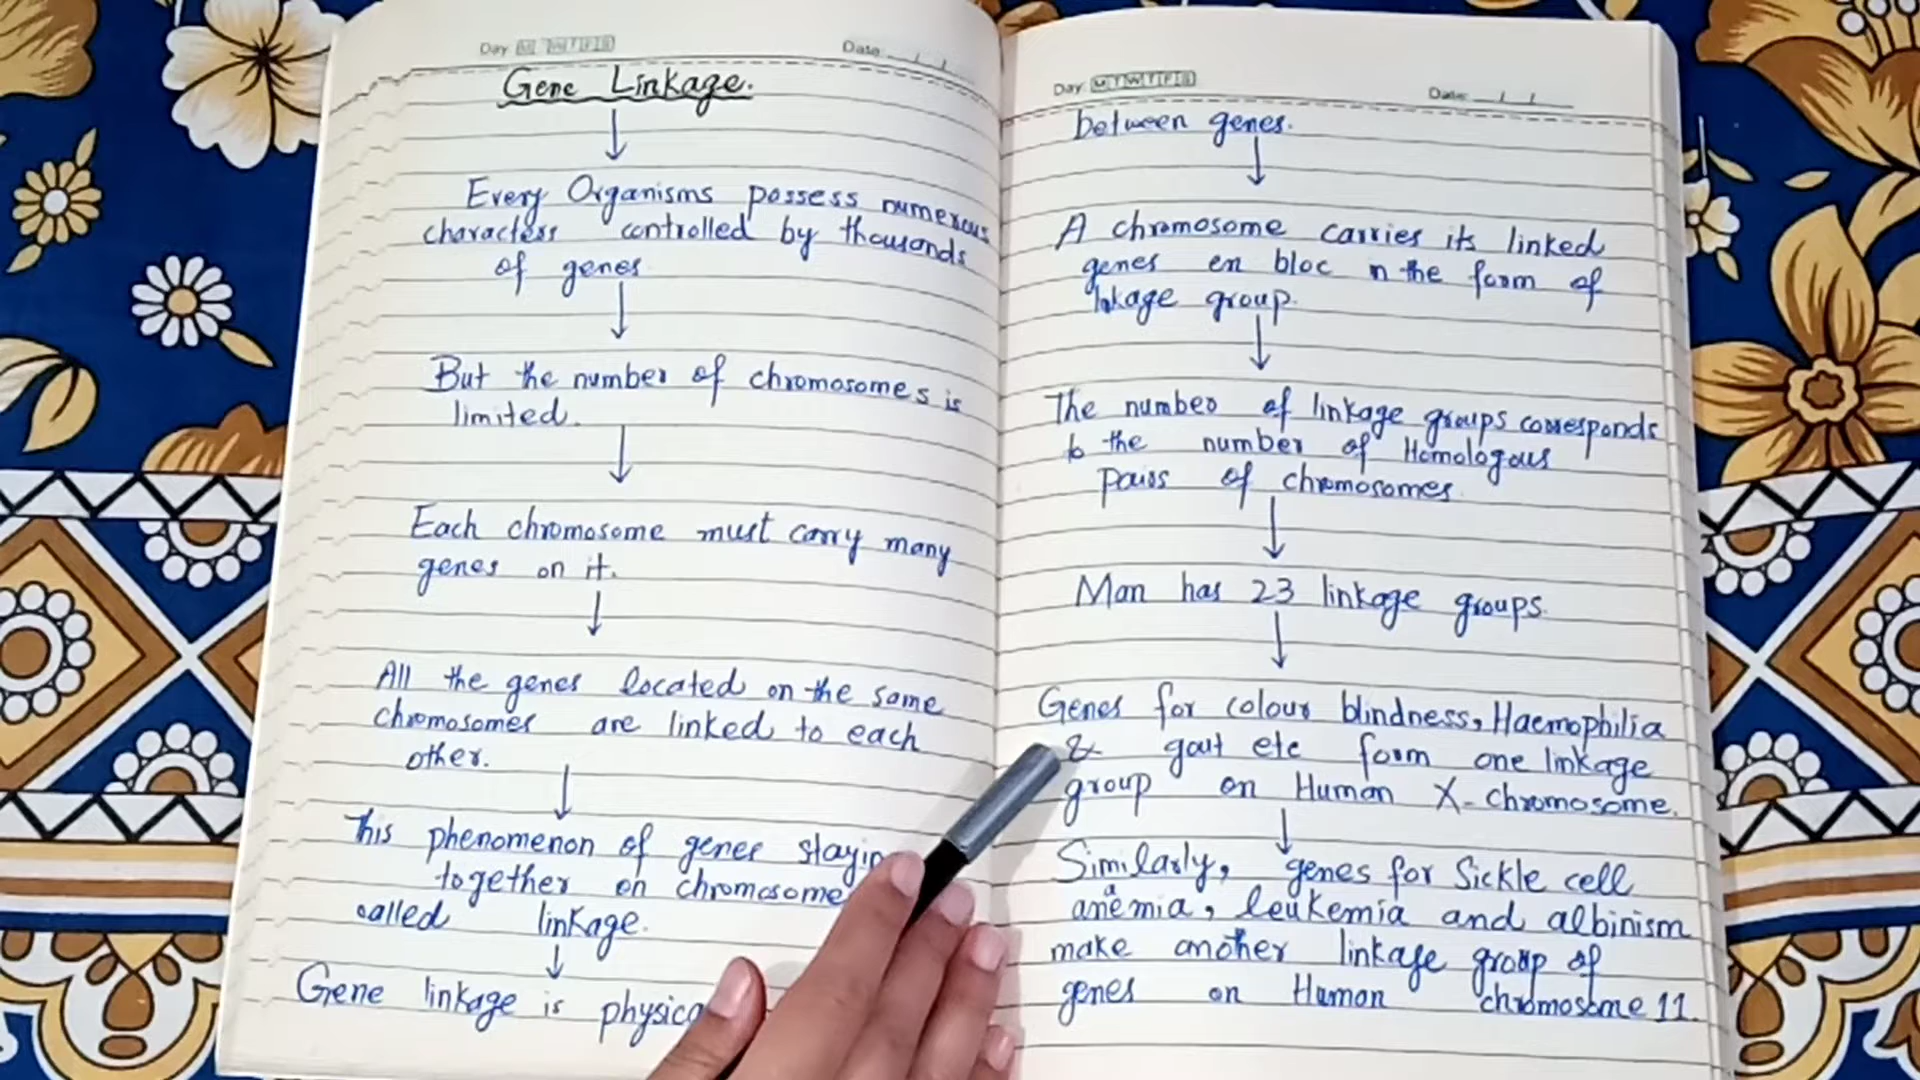 Day M TWTFS
Date: / /
Gene Linkage.
Every Organisms possess numerous
characters controlled by thousands
of genes
But the number of chromosomes is
limited.
Each chromosome must carry many
genes on it.
All the genes located on the same
chromosomes are linked to each
other.
This phenomenon of genes stayin
together on chromosome
called linkage.
Gene linkage is physica
Day: MTWTFS
Date: / /
between genes.
A chromosome carries its linked
genes en bloc n the form of
linkage group.
The number of linkage groups corresponds
to the number of Homologous
pairs of chromosomes.
Man has 23 linkage groups.
Genes for colour blindness, Haemophilia
& gout etc form one linkage
group on Human X-chromosome.
Similarly, genes for Sickle cell
anemia, leukemia and albinism
make another linkage group of
genes on Human chromosome 11.